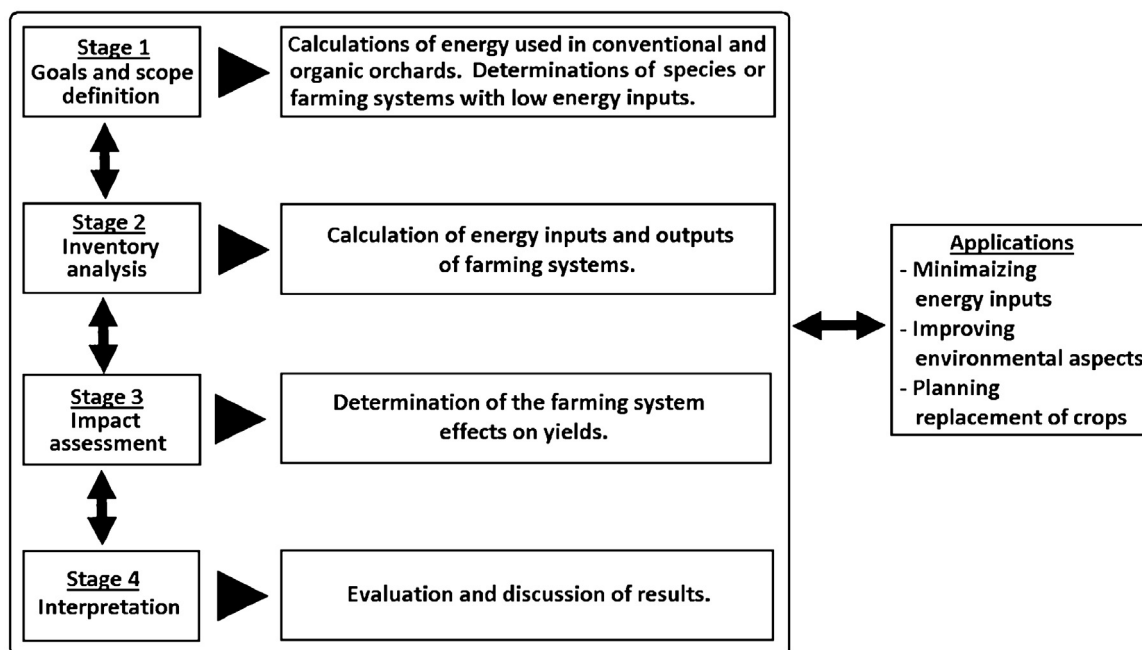 Stage 1
Goals and scope
definition
Calculations of energy used in conventional and
organic orchards. Determinations of species or
farming systems with low energy inputs.
Stage 2
Inventory
analysis
Calculation of energy inputs and outputs
of farming systems.
Stage 3
Impact
assessment
Determination of the farming system
effects on yields.
Stage 4
Interpretation
Evaluation and discussion of results.
Applications
- Minimaizing
energy inputs
- Improving
environmental aspects
- Planning
replacement of crops